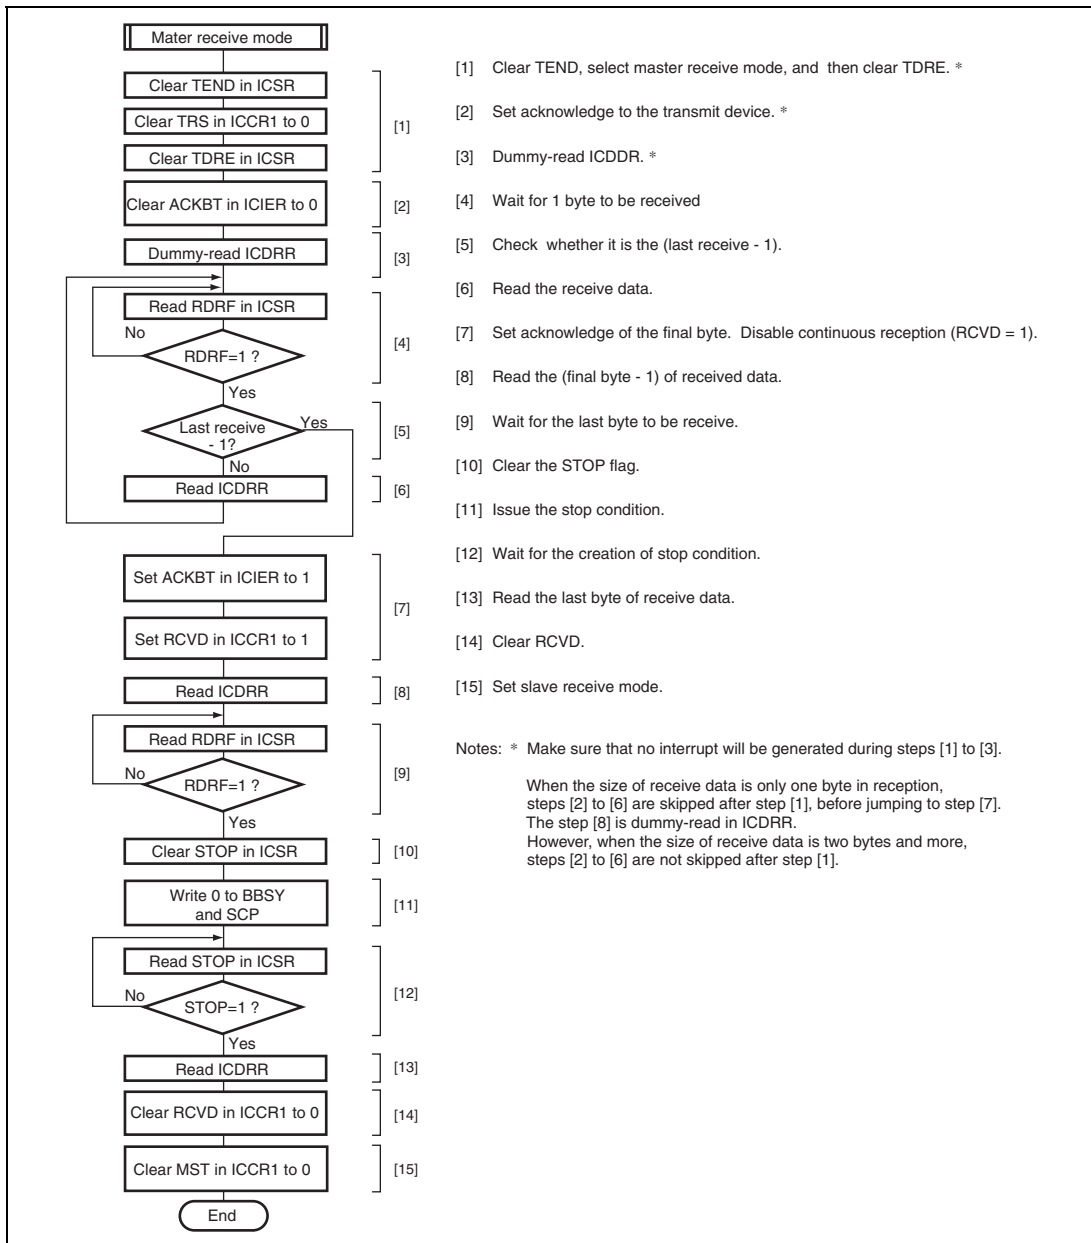 Mater receive mode
Clear TEND in ICSR
Clear TRS in ICCR1 to 0
Clear TDRE in ICSR
[1]
Clear ACKBT in ICIER to 0
[2]
Dummy-read ICDRR
[3]
Read RDRF in ICSR
No
RDRF=1 ?
[4]
Yes
Last receive
- 1?
Yes
[5]
No
Read ICDRR
[6]
Set ACKBT in ICIER to 1
[7]
Set RCVD in ICCR1 to 1
Read ICDRR
[8]
Read RDRF in ICSR
No
RDRF=1 ?
[9]
Yes
Clear STOP in ICSR
[10]
Write 0 to BBSY
and SCP
[11]
Read STOP in ICSR
No
STOP=1 ?
[12]
Yes
Read ICDRR
[13]
Clear RCVD in ICCR1 to 0
[14]
Clear MST in ICCR1 to 0
[15]
End
[1] Clear TEND, select master receive mode, and then clear TDRE. *
[2] Set acknowledge to the transmit device. *
[3] Dummy-read ICDDR. *
[4] Wait for 1 byte to be received
[5] Check whether it is the (last receive - 1).
[6] Read the receive data.
[7] Set acknowledge of the final byte. Disable continuous reception (RCVD = 1).
[8] Read the (final byte - 1) of received data.
[9] Wait for the last byte to be receive.
[10] Clear the STOP flag.
[11] Issue the stop condition.
[12] Wait for the creation of stop condition.
[13] Read the last byte of receive data.
[14] Clear RCVD.
[15] Set slave receive mode.
Notes: * Make sure that no interrupt will be generated during steps [1] to [3].
When the size of receive data is only one byte in reception,
steps [2] to [6] are skipped after step [1], before jumping to step [7].
The step [8] is dummy-read in ICDRR.
However, when the size of receive data is two bytes and more,
steps [2] to [6] are not skipped after step [1].